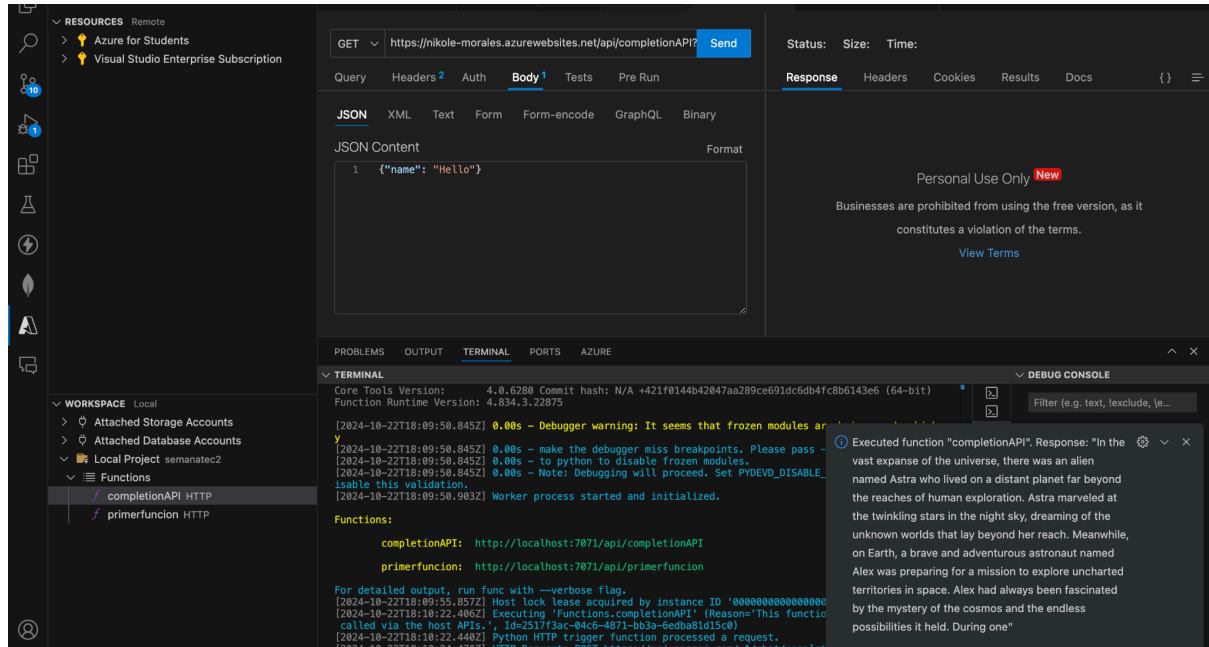 RESOURCES Remote
Azure for Students
Visual Studio Enterprise Subscription
10
1
GET https://nikole-morales.azurewebsites.net/api/completionAPI? Send
Query Headers 2 Auth Body 1 Tests Pre Run
JSON XML Text Form Form-encode GraphQL Binary
JSON Content Format
1 {"name": "Hello"}
Status: Size: Time:
Response Headers Cookies Results Docs { }
Personal Use Only New
Businesses are prohibited from using the free version, as it
constitutes a violation of the terms.
View Terms
WORKSPACE Local
Attached Storage Accounts
Attached Database Accounts
Local Project semanatec2
Functions
completionAPI HTTP
primerfuncion HTTP
PROBLEMS OUTPUT TERMINAL PORTS AZURE
TERMINAL
Core Tools Version: 4.0.6280 Commit hash: N/A +421f0144b42047aa289ce691dc6db4fc8b6143e6 (64-bit)
Function Runtime Version: 4.834.3.22875
[2024-10-22T18:09:50.845Z] 0.00s - Debugger warning: It seems that frozen modules
y
[2024-10-22T18:09:50.845Z] 0.00s - make the debugger miss breakpoints. Please pass -
[2024-10-22T18:09:50.845Z] 0.00s - to python to disable frozen modules.
[2024-10-22T18:09:50.845Z] 0.00s - Note: Debugging will proceed. Set PYDEVD_DISABLE_
isable this validation.
[2024-10-22T18:09:50.903Z] Worker process started and initialized.
Functions:
completionAPI: http://localhost:7071/api/completionAPI
primerfuncion: http://localhost:7071/api/primerfuncion
For detailed output, run func with --verbose flag.
[2024-10-22T18:09:55.857Z] Host lock lease acquired by instance ID '0000000000000000
[2024-10-22T18:10:22.406Z] Executing 'Functions.completionAPI' (Reason='This functio
called via the host APIs.', Id=2517f3ac-04c6-4871-bb3a-6edba81d15c0)
[2024-10-22T18:10:22.440Z] Python HTTP trigger function processed a request.
DEBUG CONSOLE
Filter (e.g. text, !exclude, \e...
Executed function "completionAPI". Response: "In the
vast expanse of the universe, there was an alien
named Astra who lived on a distant planet far beyond
the reaches of human exploration. Astra marveled at
the twinkling stars in the night sky, dreaming of the
unknown worlds that lay beyond her reach. Meanwhile,
on Earth, a brave and adventurous astronaut named
Alex was preparing for a mission to explore uncharted
territories in space. Alex had always been fascinated
by the mystery of the cosmos and the endless
possibilities it held. During one"